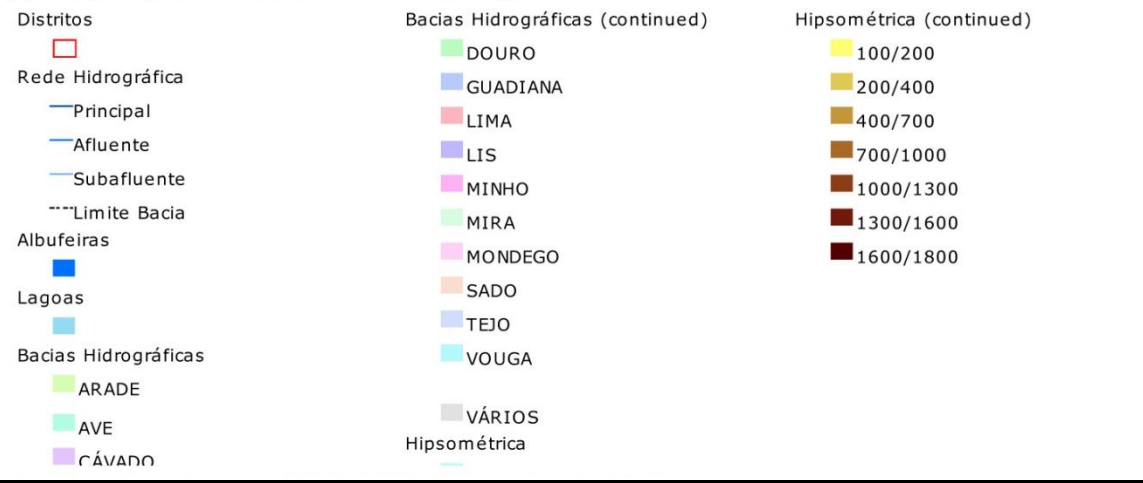 Distritos
Rede Hidrográfica
Principal
Afluente
Subafluente
Limite Bacia
Albufeiras
Lagoas
Bacias Hidrográficas
ARADE
AVE
CÁVADO
Bacias Hidrográficas (continued)
DOURO
GUADIANA
LIMA
LIS
MINHO
MIRA
MONDEGO
SADO
TEJO
VOUGA
VÁRIOS
Hipsométrica
Hipsométrica (continued)
100/200
200/400
400/700
700/1000
1000/1300
1300/1600
1600/1800